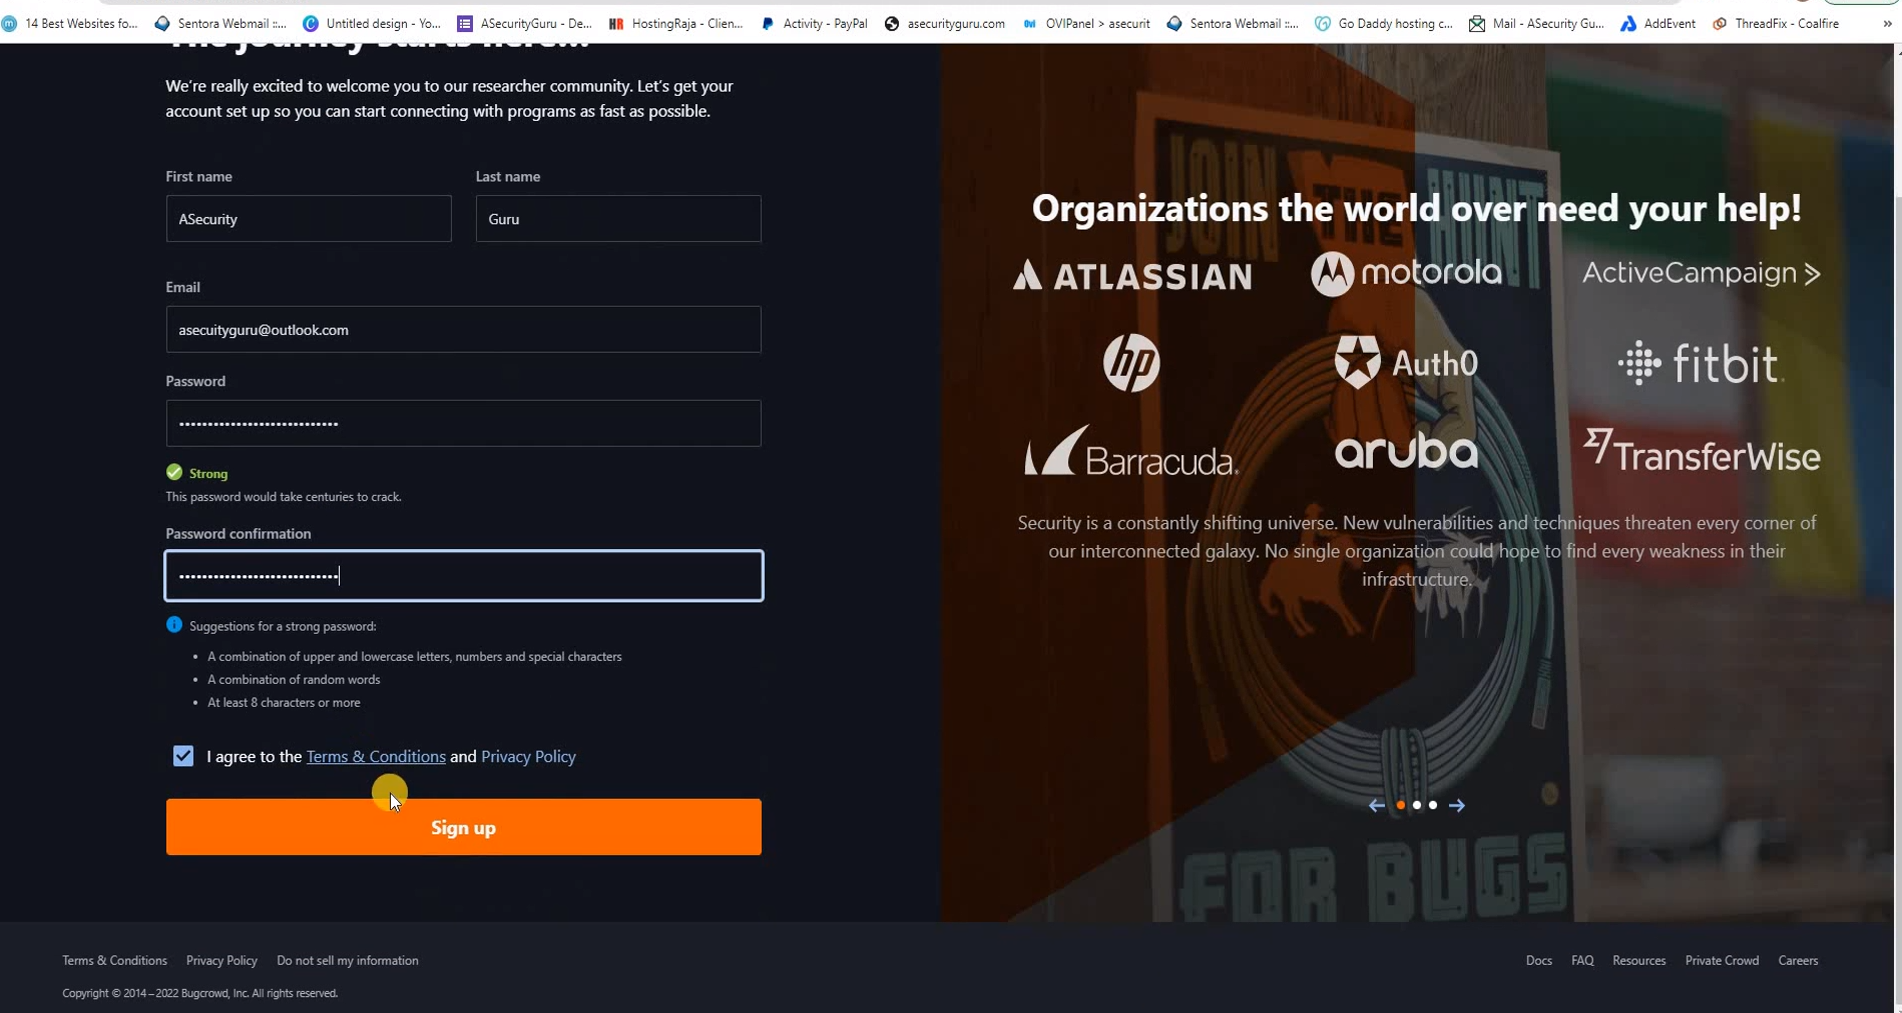 14 Best Websites fo... Sentora Webmail ::... Untitled design - Yo... ASecurityGuru - De... HostingRaja - Clien... Activity - PayPal asecurityguru.com OVIPanel > asecurit Sentora Webmail ::... Go Daddy hosting c... Mail - ASecurity Gu... AddEvent ThreadFix - Coalfire »
The journey starts here...
We're really excited to welcome you to our researcher community. Let's get your
account set up so you can start connecting with programs as fast as possible.
First name Last name
ASecurity Guru
Email
asecuityguru@outlook.com
Password
Strong
This password would take centuries to crack.
Password confirmation
Suggestions for a strong password:
• A combination of upper and lowercase letters, numbers and special characters
• A combination of random words
• At least 8 characters or more
I agree to the Terms & Conditions and Privacy Policy
Sign up
JOIN THE HUNT
Organizations the world over need your help!
ATLASSIAN motorola ActiveCampaign >
hp Auth0 fitbit
Barracuda aruba TransferWise
Security is a constantly shifting universe. New vulnerabilities and techniques threaten every corner of
our interconnected galaxy. No single organization could hope to find every weakness in their
infrastructure.
FOR BUGS
Terms & Conditions Privacy Policy Do not sell my information Docs FAQ Resources Private Crowd Careers
Copyright © 2014–2022 Bugcrowd, Inc. All rights reserved.